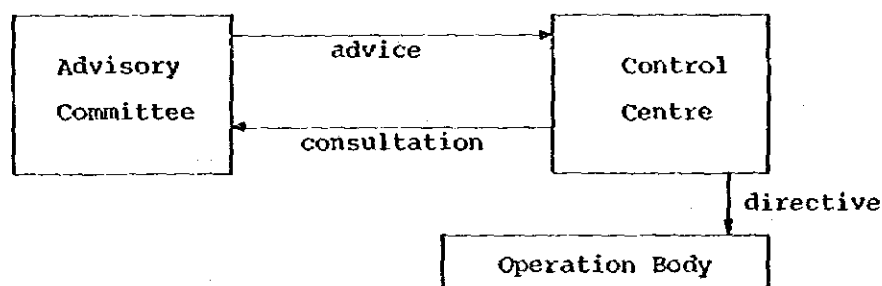 Advisory
Committee
advice
consultation
Control
Centre
directive
Operation Body